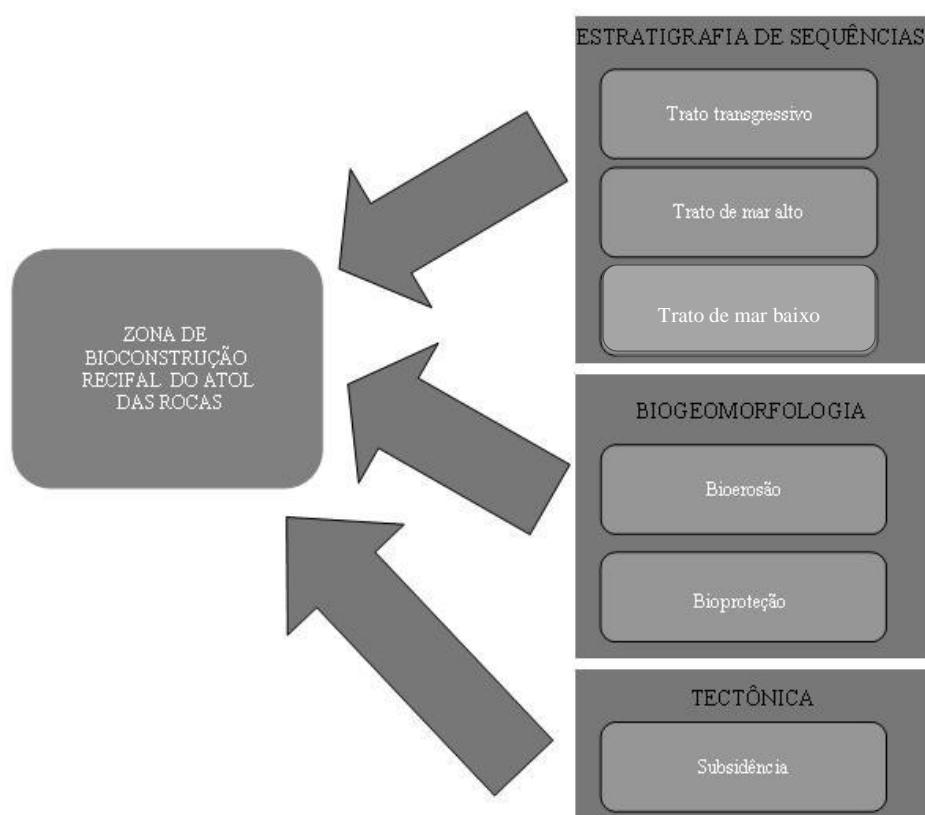 ESTRATIGRAFIA DE SEQUÊNCIAS
Trato transgressivo
Trato de mar alto
Trato de mar baixo
ZONA DE
BIOCONSTRUÇÃO
RECIFAL DO ATOL
DAS ROCAS
BIOGEOMORFOLOGIA
Bioerosão
Bioproteção
TECTÔNICA
Subsidência